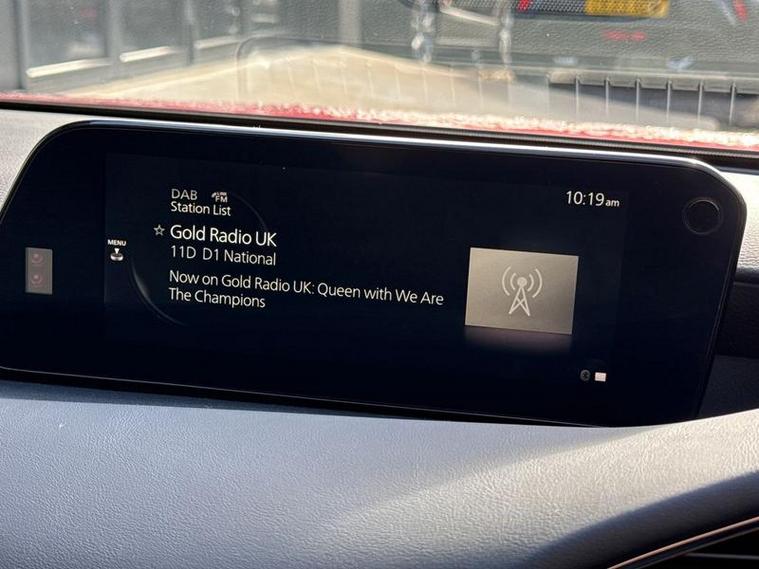 DAB FM
10:19am
Station List
Gold Radio UK
11D D1 National
MENU
Now on Gold Radio UK: Queen with We Are
The Champions